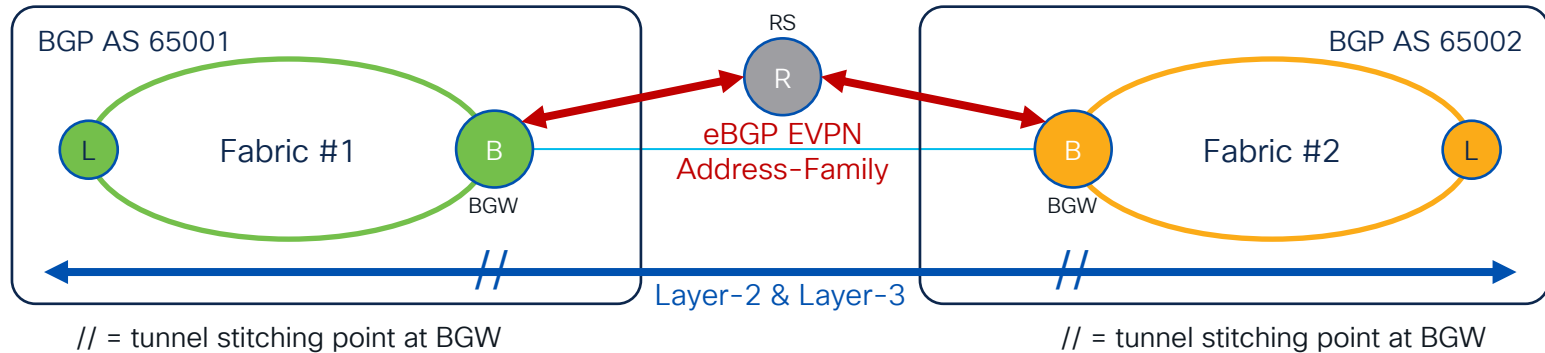 RS
BGP AS 65001
BGP AS 65002
R
L
Fabric #1
B
eBGP EVPN
Address-Family
B
Fabric #2
L
BGW
BGW
//
//
Layer-2 & Layer-3
// = tunnel stitching point at BGW
// = tunnel stitching point at BGW